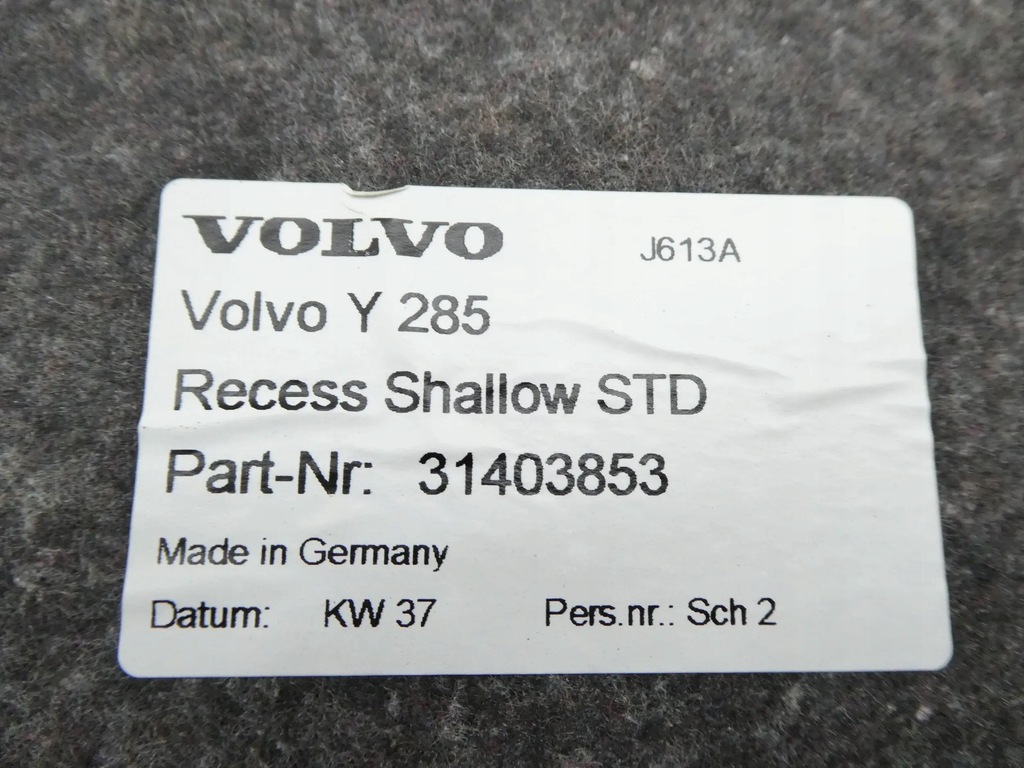 VOLVO J613A
Volvo Y 285
Recess Shallow STD
Part-Nr: 31403853
Made in Germany
Datum: KW 37 Pers.nr.: Sch 2